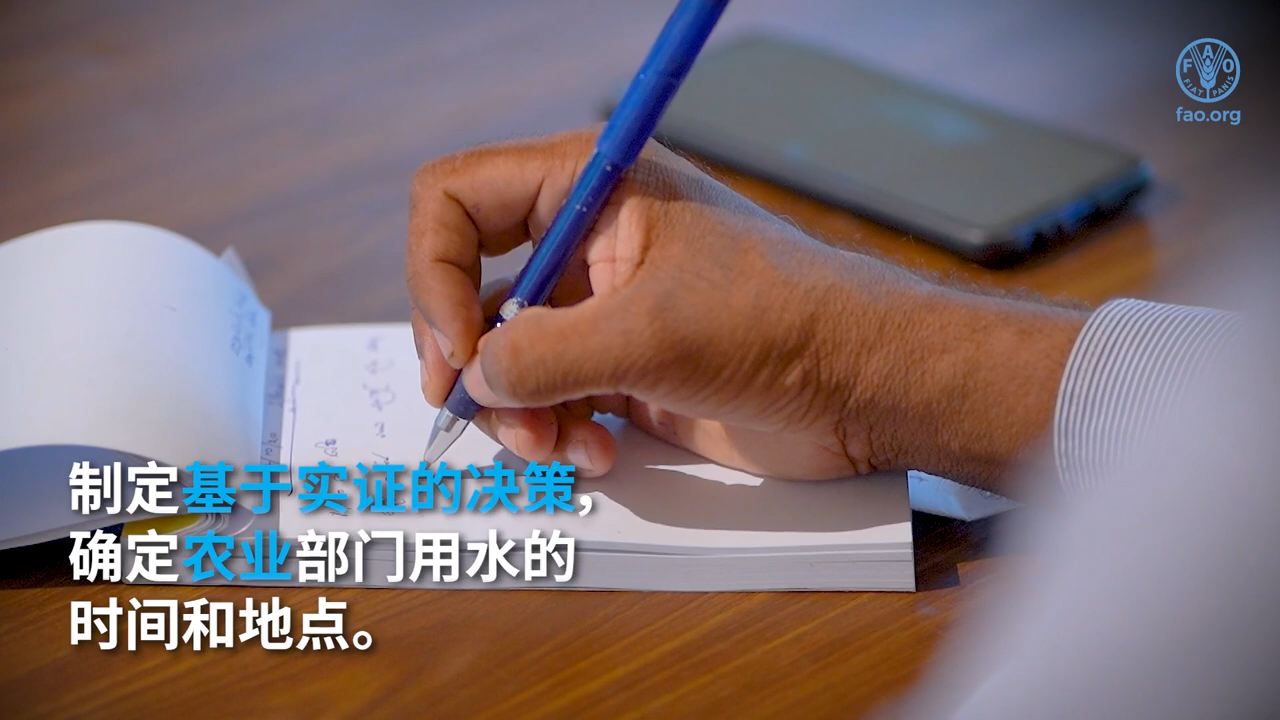 FAO
FIAT PANIS
fao.org
制定基于实证的决策,
确定农业部门用水的
时间和地点。